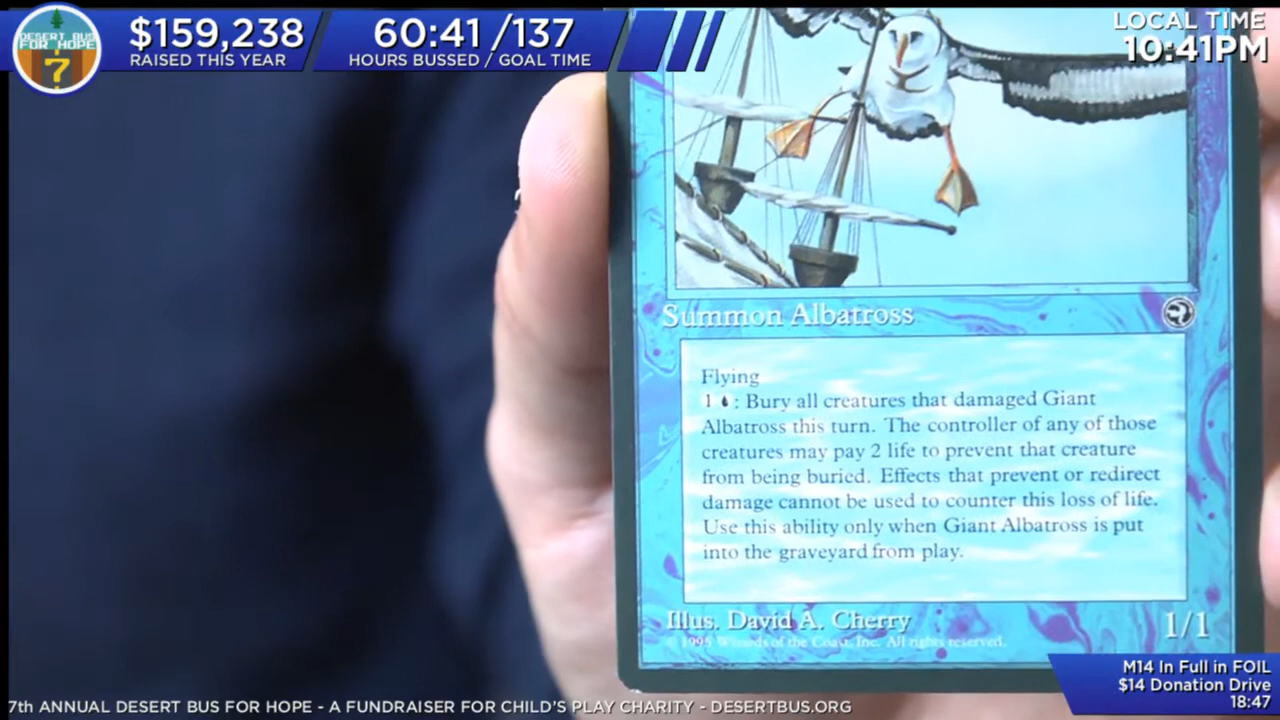 DESERT BUS
FOR HOPE
7
$159,238
RAISED THIS YEAR
60:41 /137
HOURS BUSSED / GOAL TIME
LOCAL TIME
10:41PM
Summon Albatross
Flying
1 : Bury all creatures that damaged Giant
Albatross this turn. The controller of any of those
creatures may pay 2 life to prevent that creature
from being buried. Effects that prevent or redirect
damage cannot be used to counter this loss of life.
Use this ability only when Giant Albatross is put
into the graveyard from play.
Illus. David A. Cherry
1/1
© 1995 Wizards of the Coast, Inc. All rights reserved.
M14 In Full in FOIL
$14 Donation Drive
18:47
7th ANNUAL DESERT BUS FOR HOPE - A FUNDRAISER FOR CHILD'S PLAY CHARITY - DESERTBUS.ORG